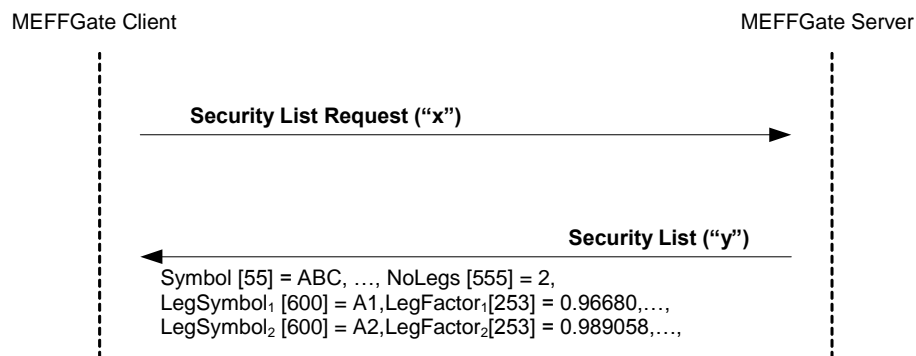 MEFFGate Client
MEFFGate Server
Security List Request (“x”)
Security List (“y”)
Symbol [55] = ABC, …, NoLegs [555] = 2,
LegSymbol₁ [600] = A1,LegFactor₁[253] = 0.96680,…,
LegSymbol₂ [600] = A2,LegFactor₂[253] = 0.989058,…,